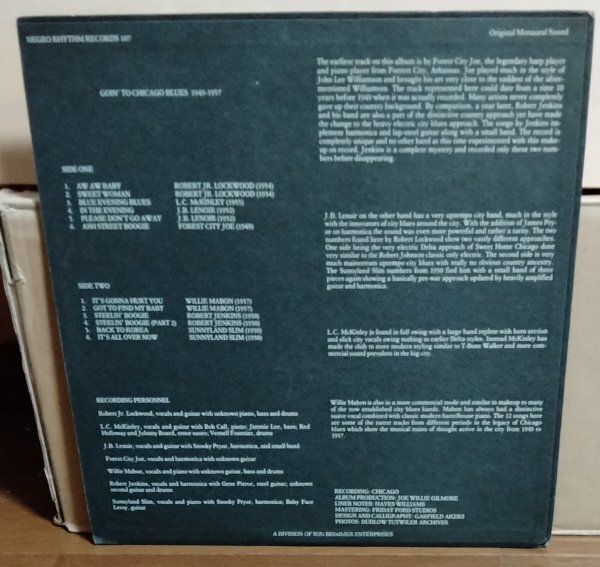 NEGRO RHYTHM RECORDS 107
Original Monaural Sound
GOIN' TO CHICAGO BLUES 1949-1957
The earliest track on this album is by Forest City Joe, the legendary harp player
and piano player from Forrest City, Arkansas. Joe played much in the style of
John Lee Williamson and brought his art very close to the saddest of the afore-
mentioned Williamson. The track represented here could date from a time 10
years before 1949 when it was actually recorded. Many artists never completely
gave up their country background. By comparison, a year later, Robert Jenkins
and his band are also a part of the distinctive country approach yet have made
the change to the heavy electric city blues approach. The songs by Jenkins im-
plement harmonica and lap-steel guitar along with a small band. The record is
completely unique and no other band at this time experimented with this make-
up on record. Jenkins is a complete mystery and recorded only these two num-
bers before disappearing.
SIDE ONE
1. AW AW BABY ROBERT JR. LOCKWOOD (1954)
2. SWEET WOMAN ROBERT JR. LOCKWOOD (1954)
3. BLUE EVENING BLUES L.C. McKINLEY (1955)
4. IN THE EVENING J.B. LENOIR (1952)
5. PLEASE DON'T GO AWAY J.B. LENOIR (1952)
6. ASH STREET BOOGIE FOREST CITY JOE (1949)
J.B. Lenoir on the other hand has a very uptempo city band, much in the style
with the innovators of city blues around the city. With the addition of James Pry-
or on harmonica the sound was even more powerful and rather a rarity. The two
numbers found here by Robert Lockwood show two vastly different approaches.
One side being the very electric Delta approach of Sweet Home Chicago done
very similar to the Robert Johnson classic only electric. The second side is very
much mainstream uptempo city blues with really no obvious country ancestry.
The Sunnyland Slim numbers from 1950 find him with a small band of three
pieces again showing a basically pre-war approach updated by heavily amplified
guitar and harmonica.
SIDE TWO
1. IT'S GONNA HURT YOU WILLIE MABON (1957)
2. GOT TO FIND MY BABY WILLIE MABON (1957)
3. STEELIN' BOOGIE ROBERT JENKINS (1950)
4. STEELIN' BOOGIE (PART 2) ROBERT JENKINS (1950)
5. BACK TO KOREA SUNNYLAND SLIM (1950)
6. IT'S ALL OVER NOW SUNNYLAND SLIM (1950)
L.C. McKinley is found in full swing with a large band replete with horn section
and slick city vocals owing nothing to earlier Delta styles. Instead McKinley has
made the shift to more modern styling similar to T-Bone Walker and more com-
mercial sound prevalent in the big city.
RECORDING PERSONNEL
Robert Jr. Lockwood, vocals and guitar with unknown piano, bass and drums
L.C. McKinley, vocals and guitar with Bob Call, piano; Jimmie Lee, bass; Red
Holloway and Johnny Board, tenor saxes; Vernell Fournier, drums
J.B. Lenoir, vocal and guitar with Smoky Pryor, harmonica, and small band
Forest City Joe, vocals and harmonica with unknown guitar
Willie Mabon, vocals and piano with unknown guitar, bass and drums
Robert Jenkins, vocals and harmonica with Gene Pierce, steel guitar; unknown
second guitar and drums
Sunnyland Slim, vocals and piano with Smoky Pryor, harmonica; Baby Face
Leroy, guitar
Willie Mabon is also in a more commercial mode and similar in makeup to many
of the now established city blues bands. Mabon has always had a distinctive
suave vocal combined with classic modern barrelhouse piano. The 12 songs here
are some of the rarest tracks from different periods in the legacy of Chicago
blues which show the musical trains of thought active in the city from 1949 to
1957.
RECORDING: CHICAGO
ALBUM PRODUCTION: JOE WILLIE GILMORE
LINER NOTES: HAYES WILLIAMS
MASTERING: FRIDAY FORD STUDIOS
DESIGN AND CALLIGRAPHY: GARFIELD AKERS
PHOTOS: DUDLOW TUTWILER ARCHIVES
A DIVISION OF SON BRIMMER ENTERPRISES